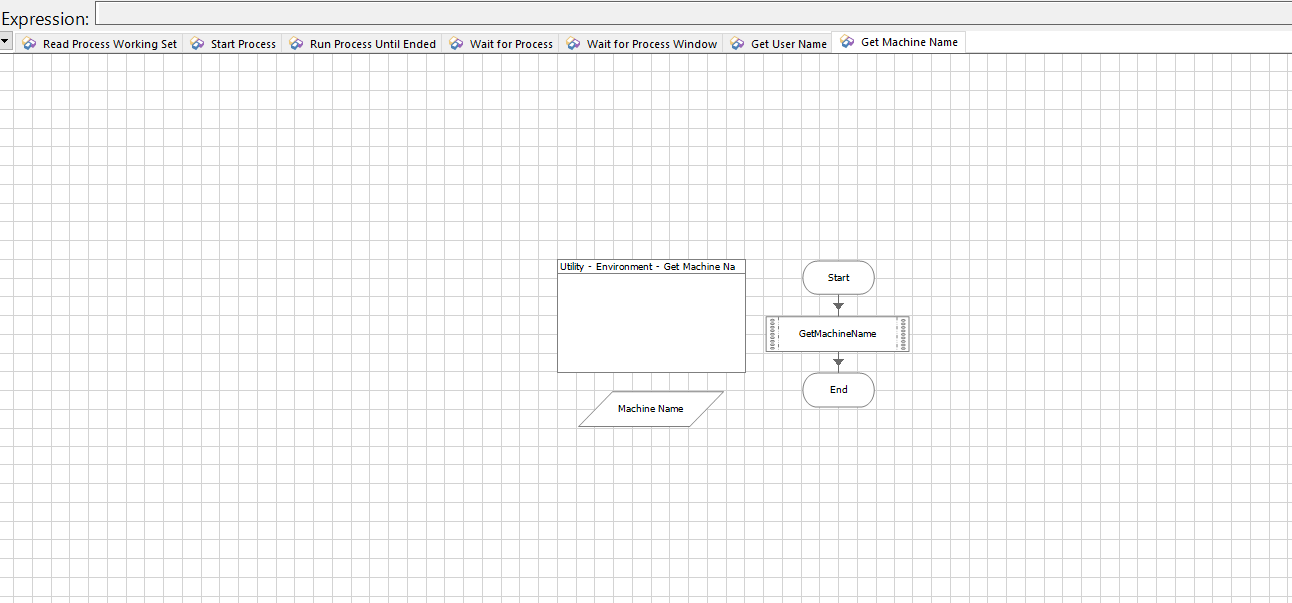 Expression:
Read Process Working Set
Start Process
Run Process Until Ended
Wait for Process
Wait for Process Window
Get User Name
Get Machine Name
Utility - Environment - Get Machine Na
Start
GetMachineName
End
Machine Name